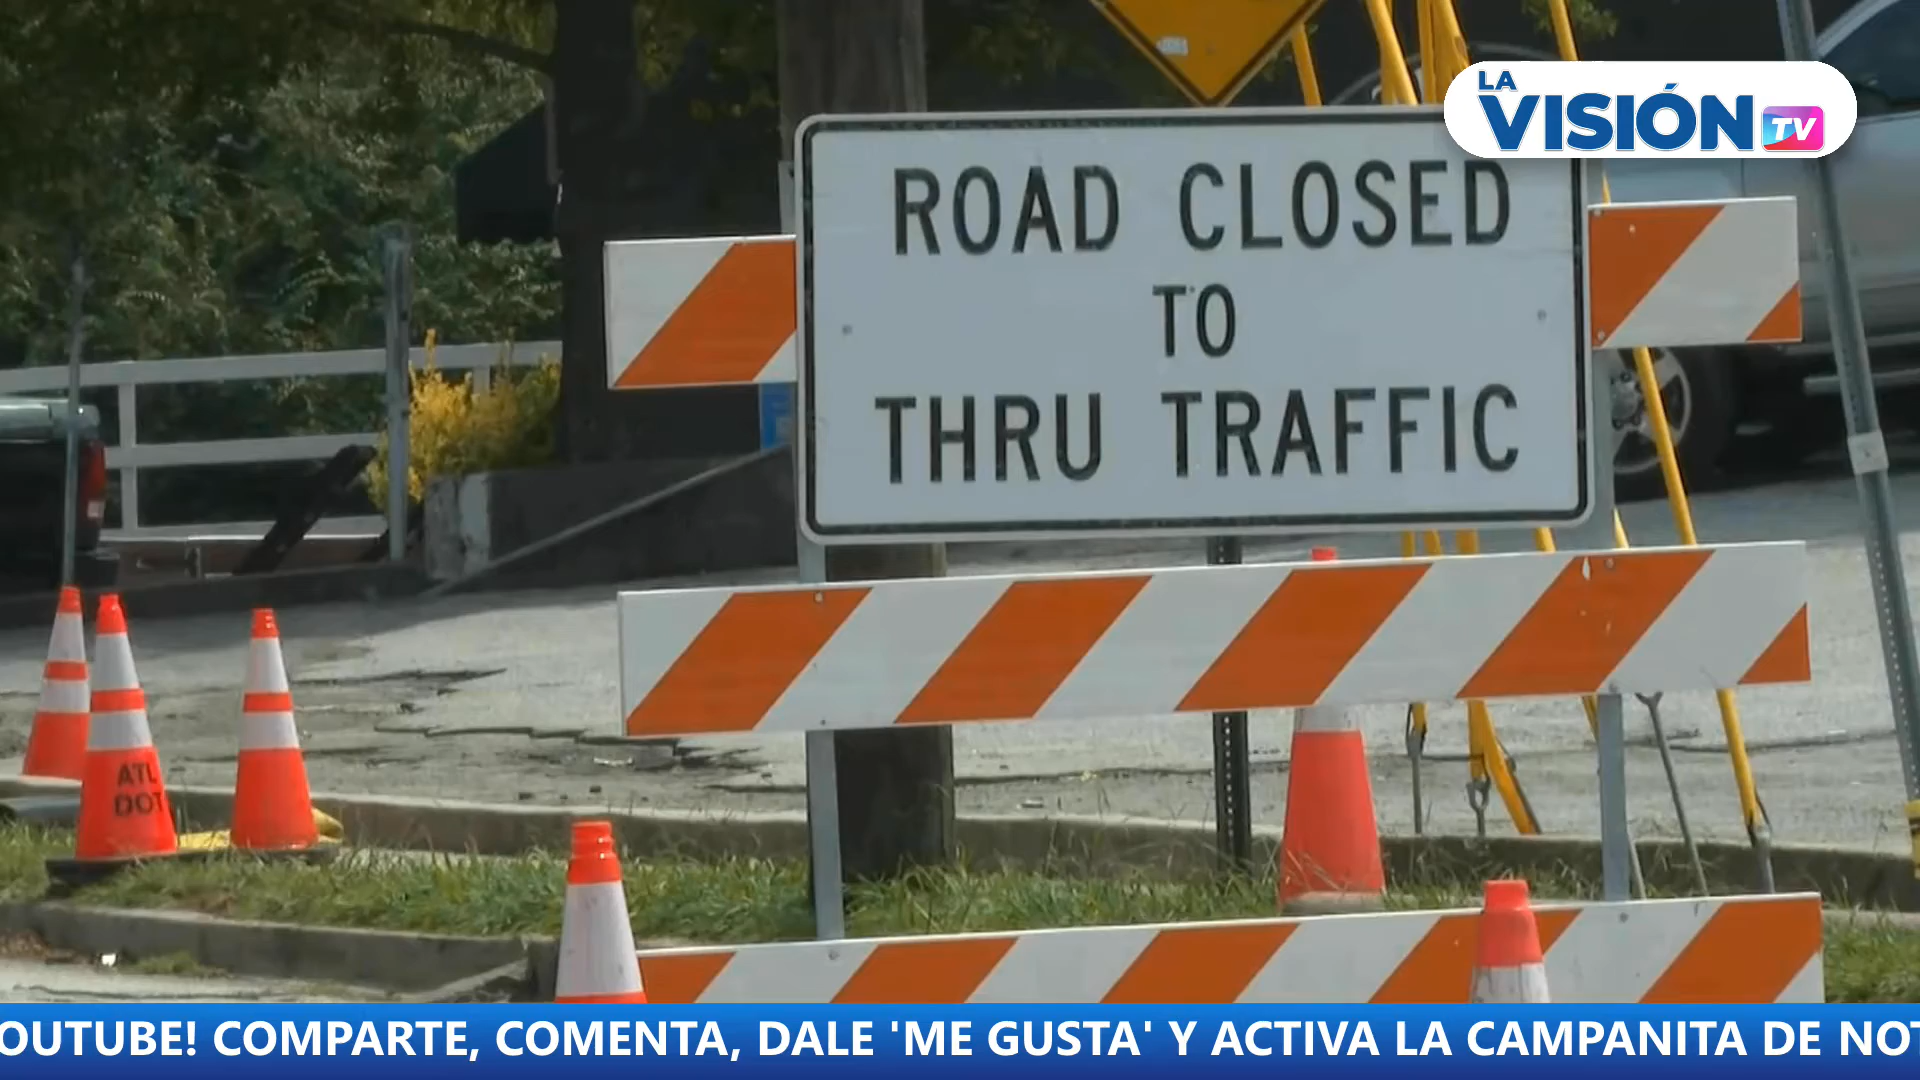 LA
VISIÓN TV
ROAD CLOSED
TO
THRU TRAFFIC
ATL
DOT
OUTUBE! COMPARTE, COMENTA, DALE 'ME GUSTA' Y ACTIVA LA CAMPANITA DE NOT